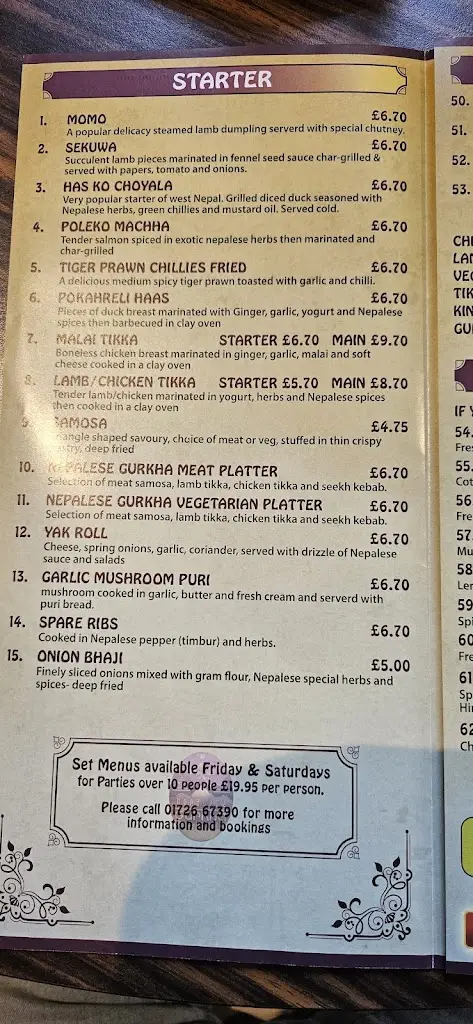 STARTER
1. MOMO £6.70
A popular delicacy steamed lamb dumpling serverd with special chutney,
2. SEKUWA £6.70
Succulent lamb pieces marinated in fennel seed sauce char-grilled &
served with papers, tomato and onions.
3. HAS KO CHOYALA £6.70
Very popular starter of west Nepal. Grilled diced duck seasoned with
Nepalese herbs, green chillies and mustard oil. Served cold.
4. POLEKO MACHHA £6.70
Tender salmon spiced in exotic nepalese herbs then marinated and
char-grilled
5. TIGER PRAWN CHILLIES FRIED £6.70
A delicious medium spicy tiger prawn toasted with garlic and chilli.
6. POKAHRELI HAAS £6.70
Pieces of duck breast marinated with Ginger, garlic, yogurt and Nepalese
spices then barbecued in clay oven
7. MALAI TIKKA STARTER £6.70 MAIN £9.70
Boneless chicken breast marinated in ginger, garlic, malai and soft
cheese cooked in a clay oven
8. LAMB/CHICKEN TIKKA STARTER £5.70 MAIN £8.70
Tender lamb/chicken marinated in yogurt, herbs and Nepalese spices
then cooked in a clay oven
9. SAMOSA £4.75
shaped savoury, choice of meat or veg, stuffed in thin crispy
deep fried
10. NEPALESE GURKHA MEAT PLATTER £6.70
Selection of meat samosa, lamb tikka, chicken tikka and seekh kebab.
11. NEPALESE GURKHA VEGETARIAN PLATTER £6.70
Selection of meat samosa, lamb tikka, chicken tikka and seekh kebab.
12. YAK ROLL £6.70
Cheese, spring onions, garlic, coriander, served with drizzle of Nepalese
sauce and salads
13. GARLIC MUSHROOM PURI £6.70
mushroom cooked in garlic, butter and fresh cream and serverd with
puri bread.
14. SPARE RIBS £6.70
Cooked in Nepalese pepper (timbur) and herbs.
15. ONION BHAJI £5.00
Finely sliced onions mixed with gram flour, Nepalese special herbs and
spices- deep fried
Set Menus available Friday & Saturdays
for Parties over 10 people £19.95 per person.
Please call 01726 67390 for more
information and bookings
50.
51.
52.
53.
IF
54.
55.
56
57
58
59
60
61
62